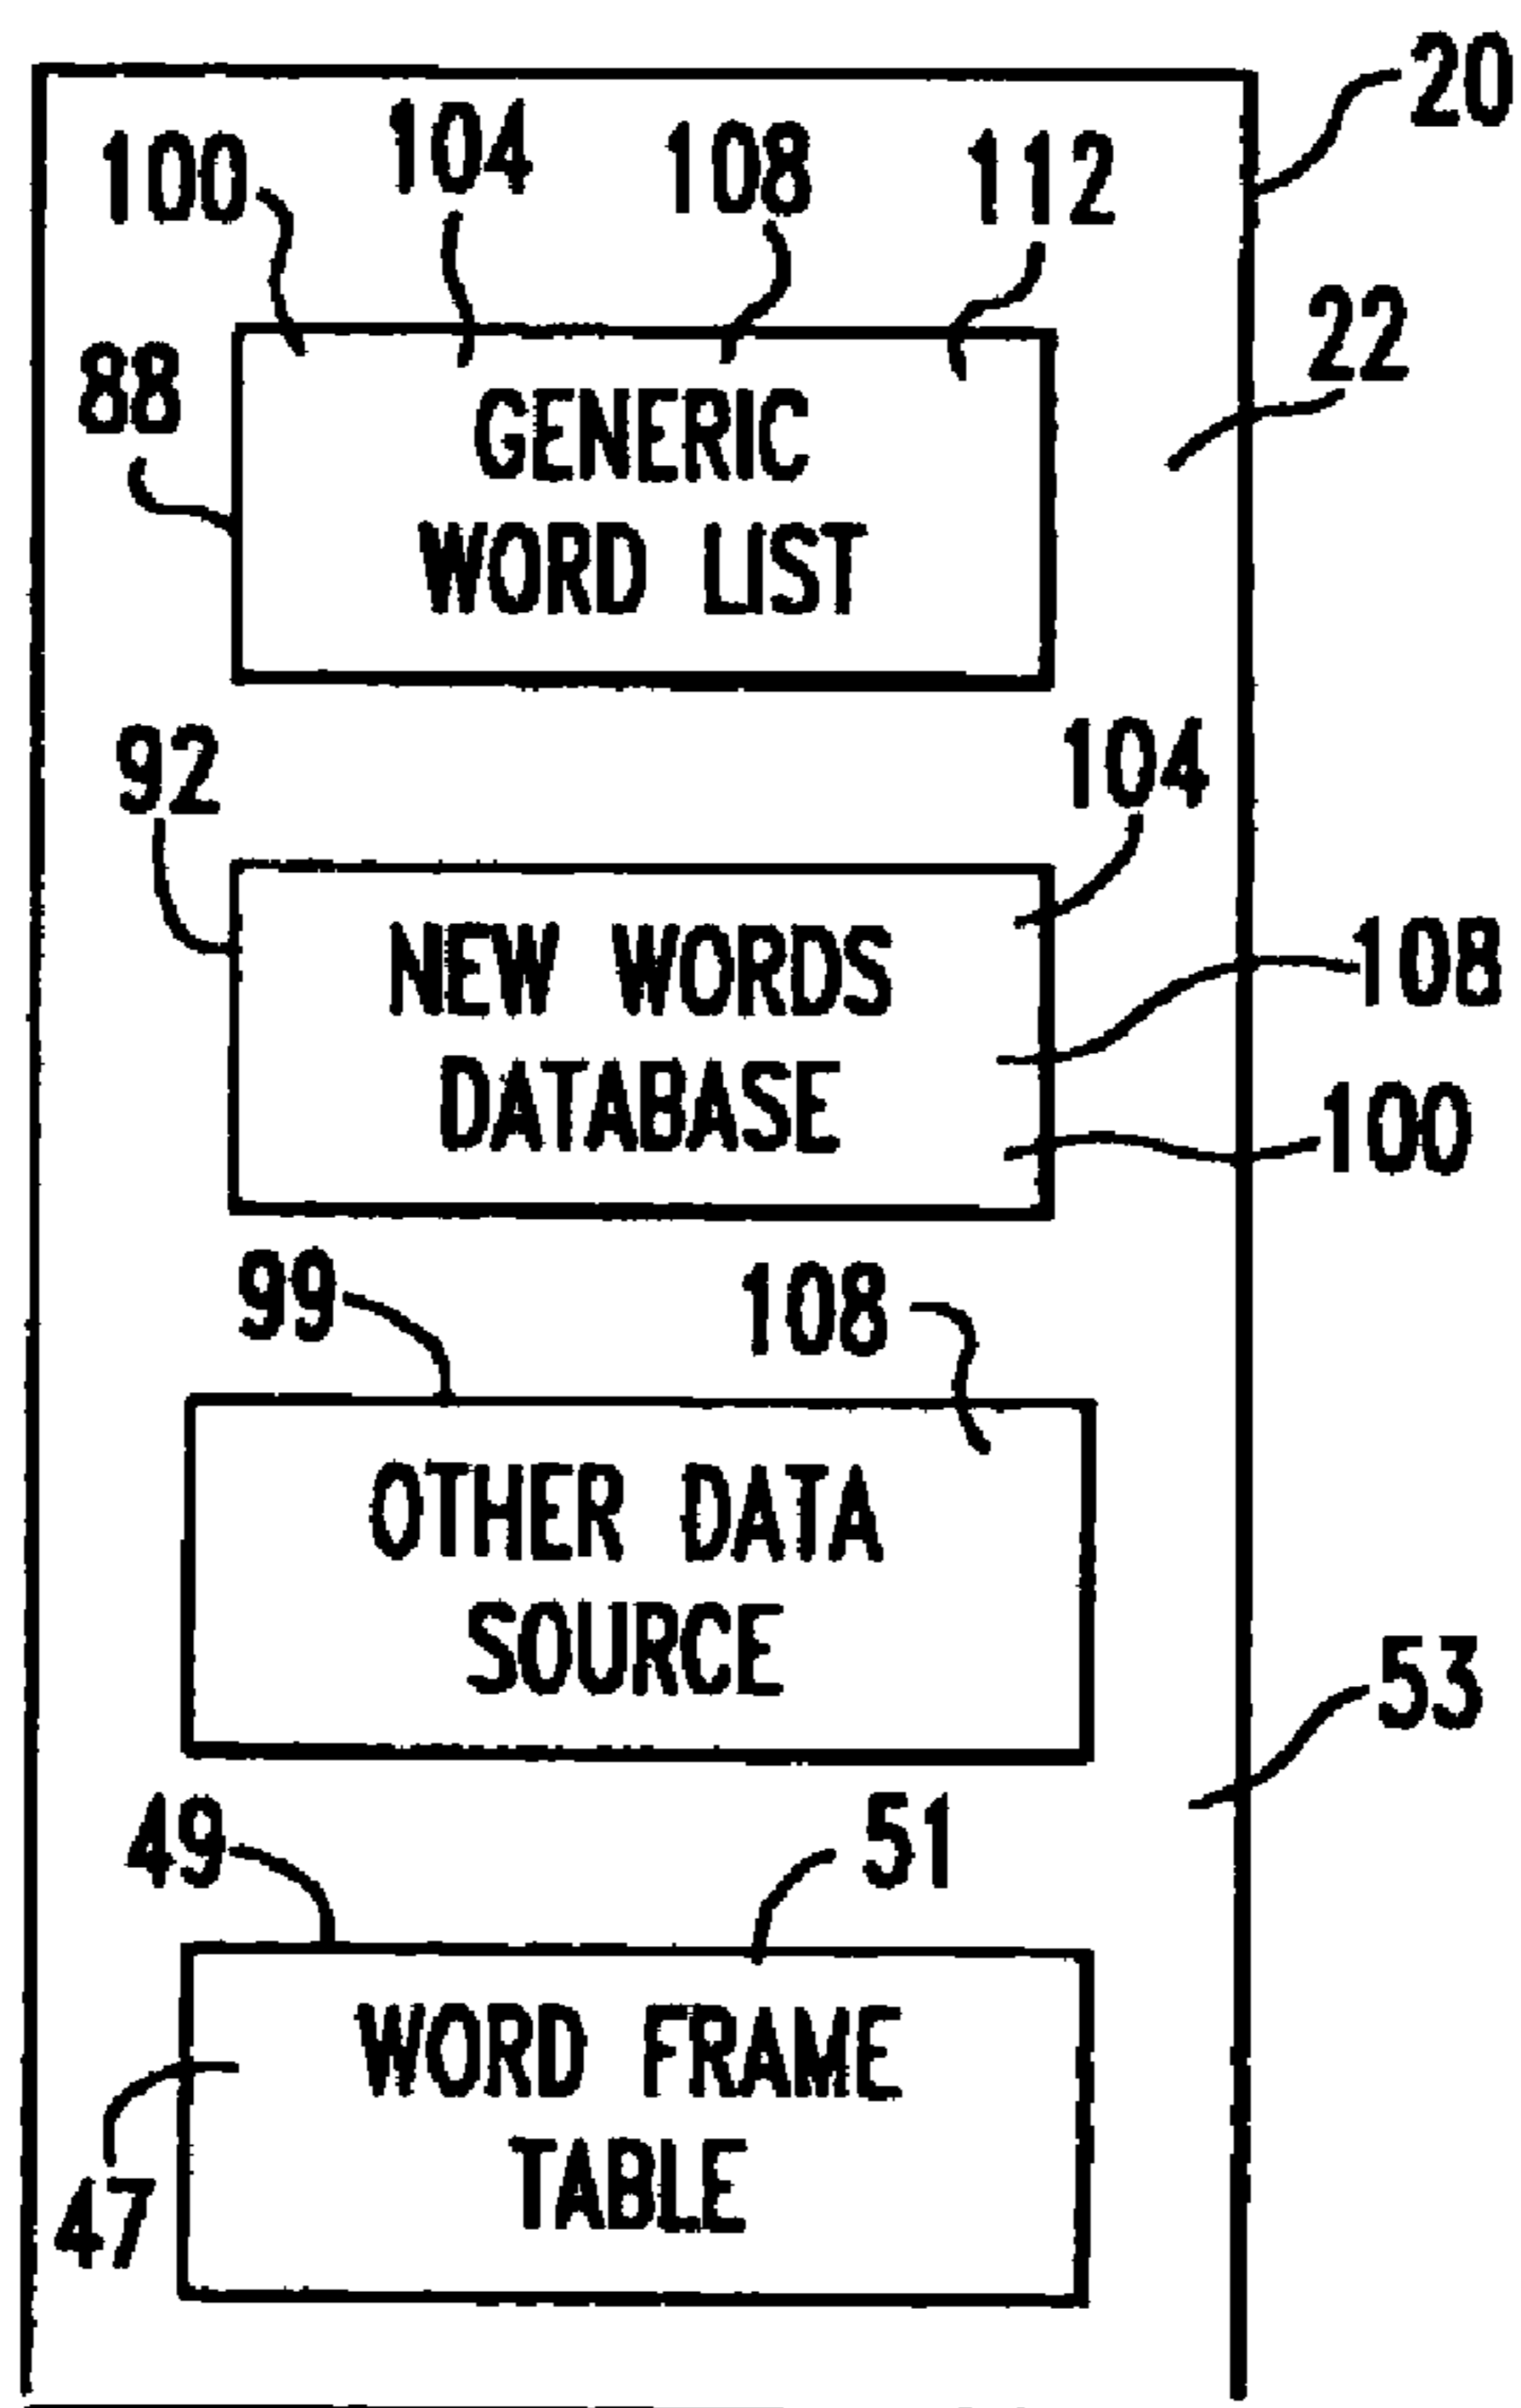 20
100 104 108 112
22
88
GENERIC
WORD LIST
92
104
NEW WORDS
108
DATABASE
100
99
108
OTHER DATA
SOURCE
53
49
51
WORD FRAME
TABLE
47